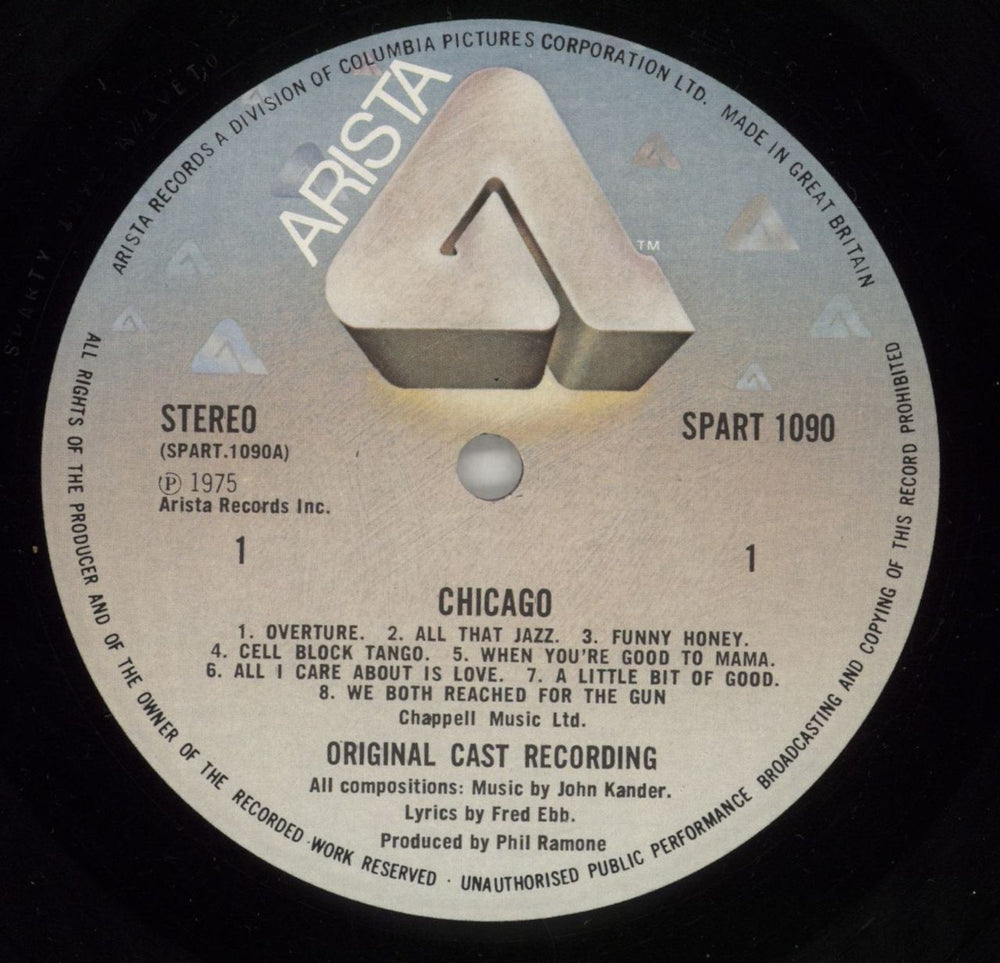 ARISTA RECORDS A DIVISION OF COLUMBIA PICTURES CORPORATION LTD. MADE IN GREAT BRITAIN
ARISTA
TM
STEREO
SPART 1090
(SPART.1090A)
Ⓟ 1975
Arista Records Inc.
1
1
CHICAGO
1. OVERTURE. 2. ALL THAT JAZZ. 3. FUNNY HONEY.
4. CELL BLOCK TANGO. 5. WHEN YOU'RE GOOD TO MAMA.
6. ALL I CARE ABOUT IS LOVE. 7. A LITTLE BIT OF GOOD.
8. WE BOTH REACHED FOR THE GUN
Chappell Music Ltd.
ORIGINAL CAST RECORDING
All compositions: Music by John Kander.
Lyrics by Fred Ebb.
Produced by Phil Ramone
ALL RIGHTS OF THE PRODUCER AND OF THE OWNER OF THE RECORDED WORK RESERVED · UNAUTHORISED PUBLIC PERFORMANCE BROADCASTING AND COPYING OF THIS RECORD PROHIBITED